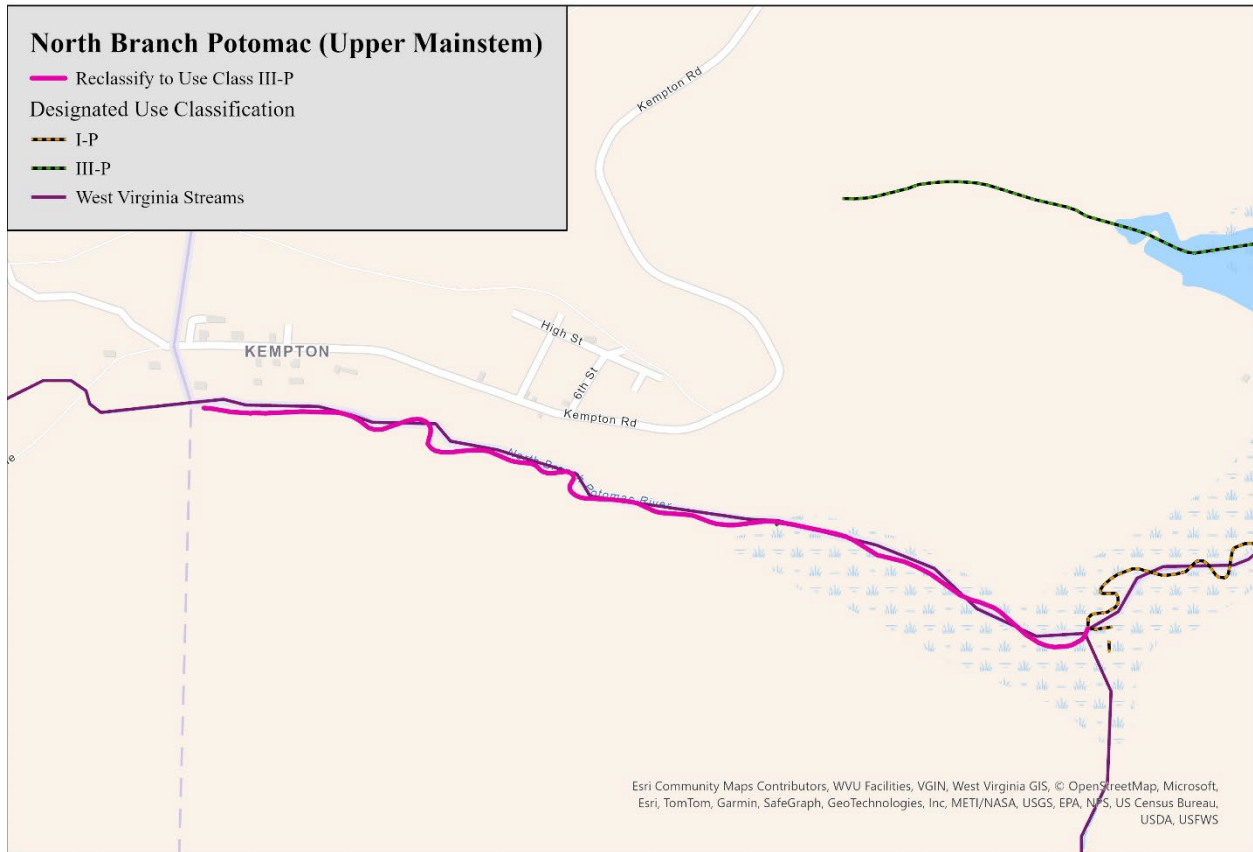 North Branch Potomac (Upper Mainstem)
Reclassify to Use Class III-P
Designated Use Classification
I-P
III-P
West Virginia Streams
Kempton Rd
High St
KEMPTON
6th St
Kempton Rd
North Branch Potomac River
Esri Community Maps Contributors, WVU Facilities, VGIN, West Virginia GIS, © OpenStreetMap, Microsoft,
Esri, TomTom, Garmin, SafeGraph, GeoTechnologies, Inc, METI/NASA, USGS, EPA, NPS, US Census Bureau,
USDA, USFWS